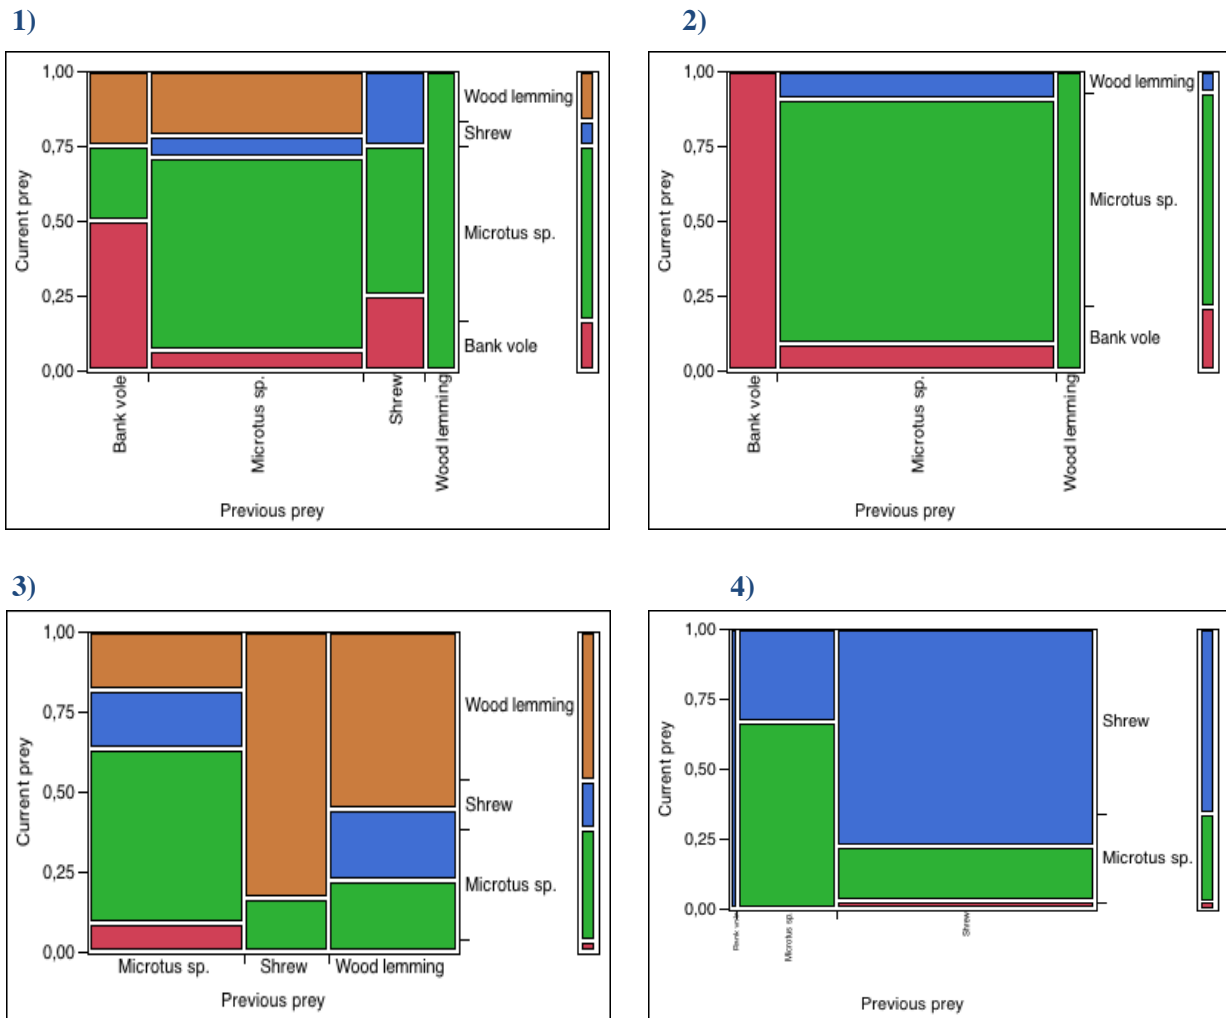 1)
1,00
0,75
0,50
0,25
0,00
Current prey
Wood lemming
Shrew
Microtus sp.
Bank vole
Bank vole
Microtus sp.
Shrew
Wood lemming
Previous prey
2)
1,00
0,75
0,50
0,25
0,00
Current prey
Wood lemming
Microtus sp.
Bank vole
Bank vole
Microtus sp.
Wood lemming
Previous prey
3)
1,00
0,75
0,50
0,25
0,00
Current prey
Wood lemming
Shrew
Microtus sp.
Microtus sp.
Shrew
Wood lemming
Previous prey
4)
1,00
0,75
0,50
0,25
0,00
Current prey
Shrew
Microtus sp.
Bank vole
Microtus sp.
Shrew
Previous prey